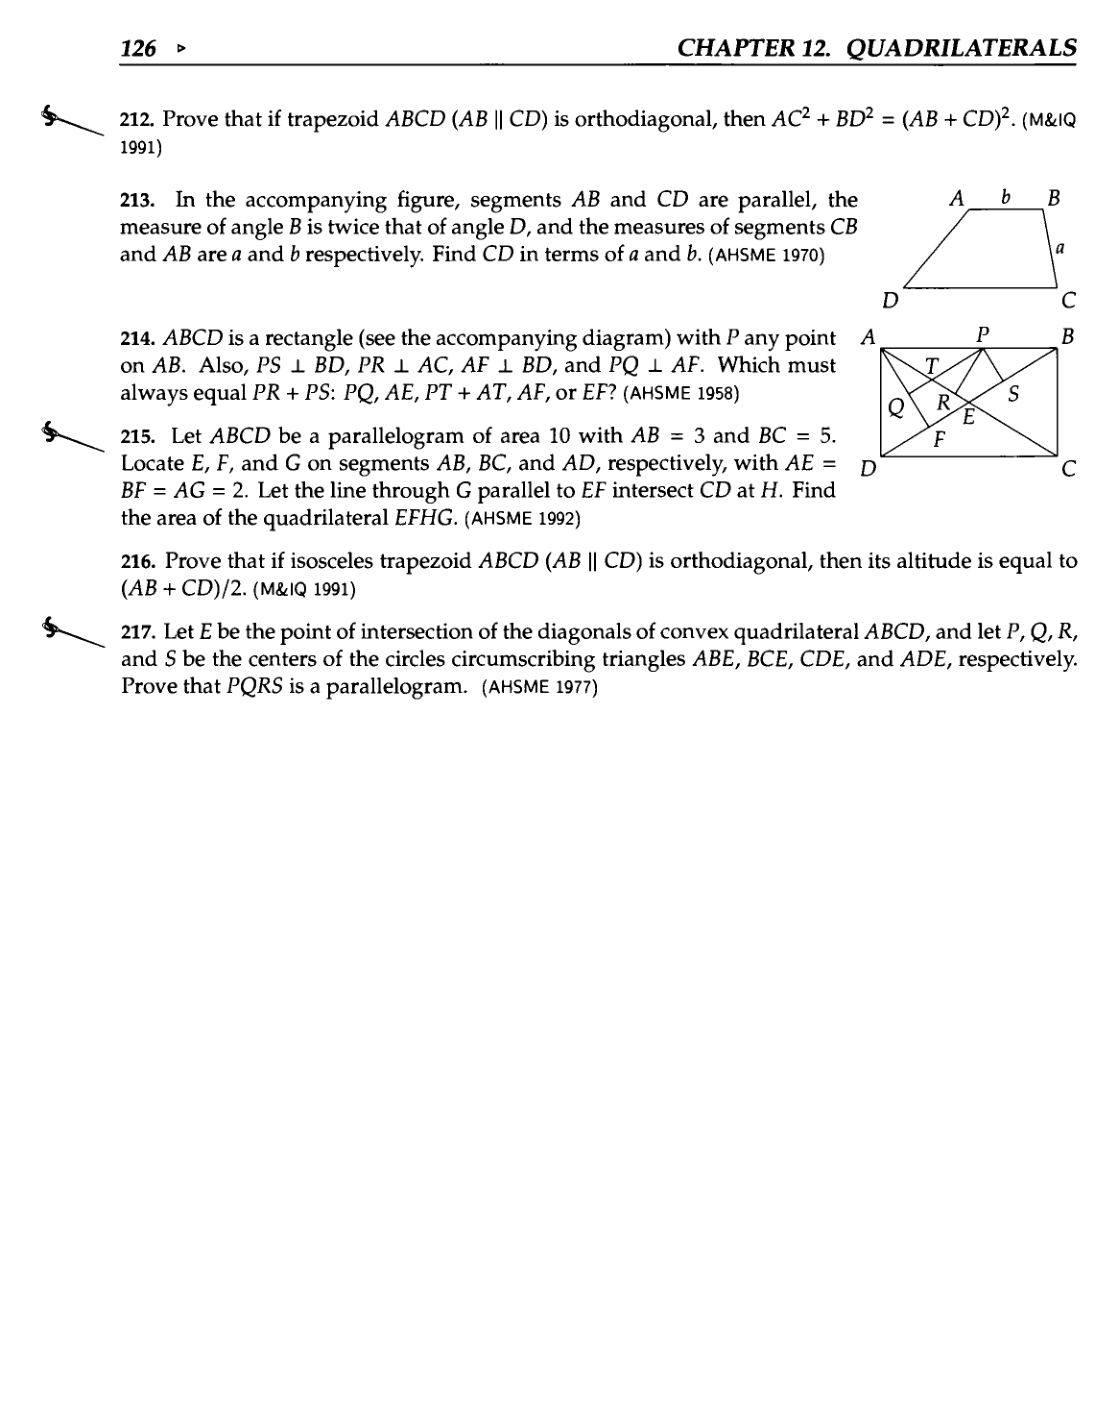 126 ▹ CHAPTER 12. QUADRILATERALS
212. Prove that if trapezoid ABCD (AB || CD) is orthodiagonal, then AC² + BD² = (AB + CD)². (M&IQ
1991)
213. In the accompanying figure, segments AB and CD are parallel, the
measure of angle B is twice that of angle D, and the measures of segments CB
and AB are a and b respectively. Find CD in terms of a and b. (AHSME 1970)
A b B
a
D C
214. ABCD is a rectangle (see the accompanying diagram) with P any point
on AB. Also, PS ⊥ BD, PR ⊥ AC, AF ⊥ BD, and PQ ⊥ AF. Which must
always equal PR + PS: PQ, AE, PT + AT, AF, or EF? (AHSME 1958)
A P B
T
S
Q R E
F
D C
215. Let ABCD be a parallelogram of area 10 with AB = 3 and BC = 5.
Locate E, F, and G on segments AB, BC, and AD, respectively, with AE =
BF = AG = 2. Let the line through G parallel to EF intersect CD at H. Find
the area of the quadrilateral EFHG. (AHSME 1992)
216. Prove that if isosceles trapezoid ABCD (AB || CD) is orthodiagonal, then its altitude is equal to
(AB + CD)/2. (M&IQ 1991)
217. Let E be the point of intersection of the diagonals of convex quadrilateral ABCD, and let P, Q, R,
and S be the centers of the circles circumscribing triangles ABE, BCE, CDE, and ADE, respectively.
Prove that PQRS is a parallelogram. (AHSME 1977)